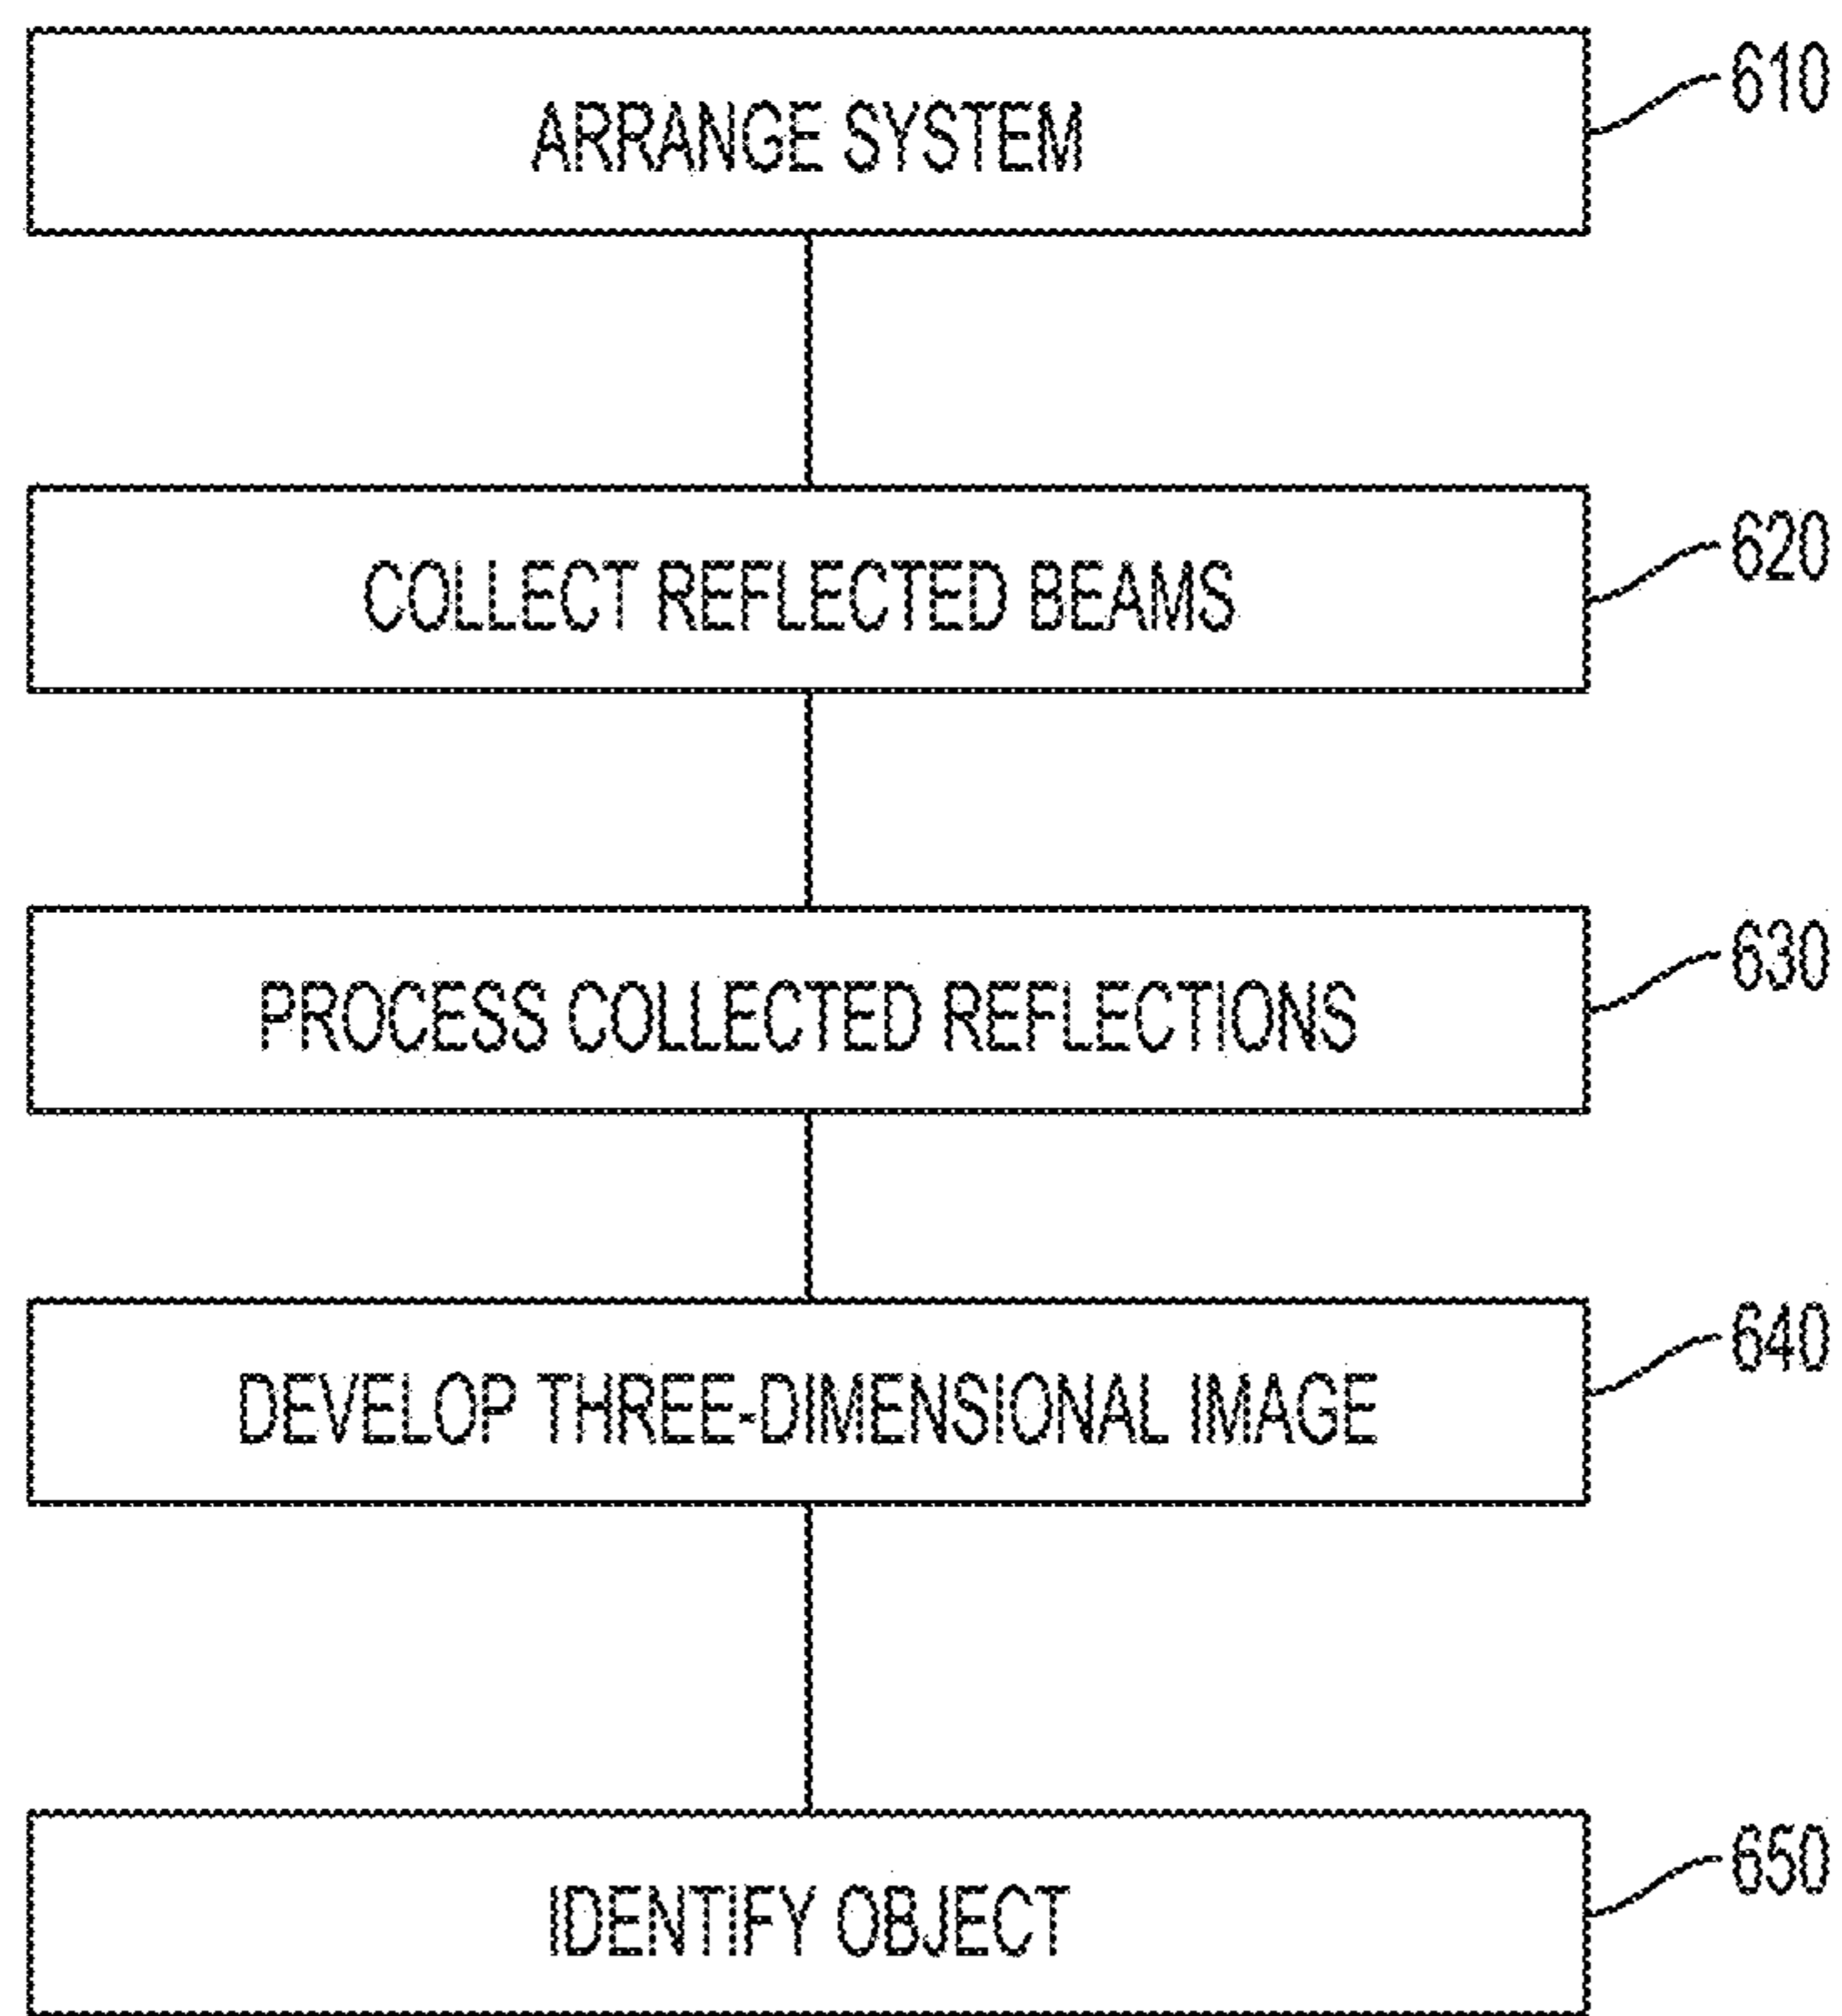 ARRANGE SYSTEM
610
COLLECT REFLECTED BEAMS
620
PROCESS COLLECTED REFLECTIONS
630
DEVELOP THREE-DIMENSIONAL IMAGE
640
IDENTIFY OBJECT
650